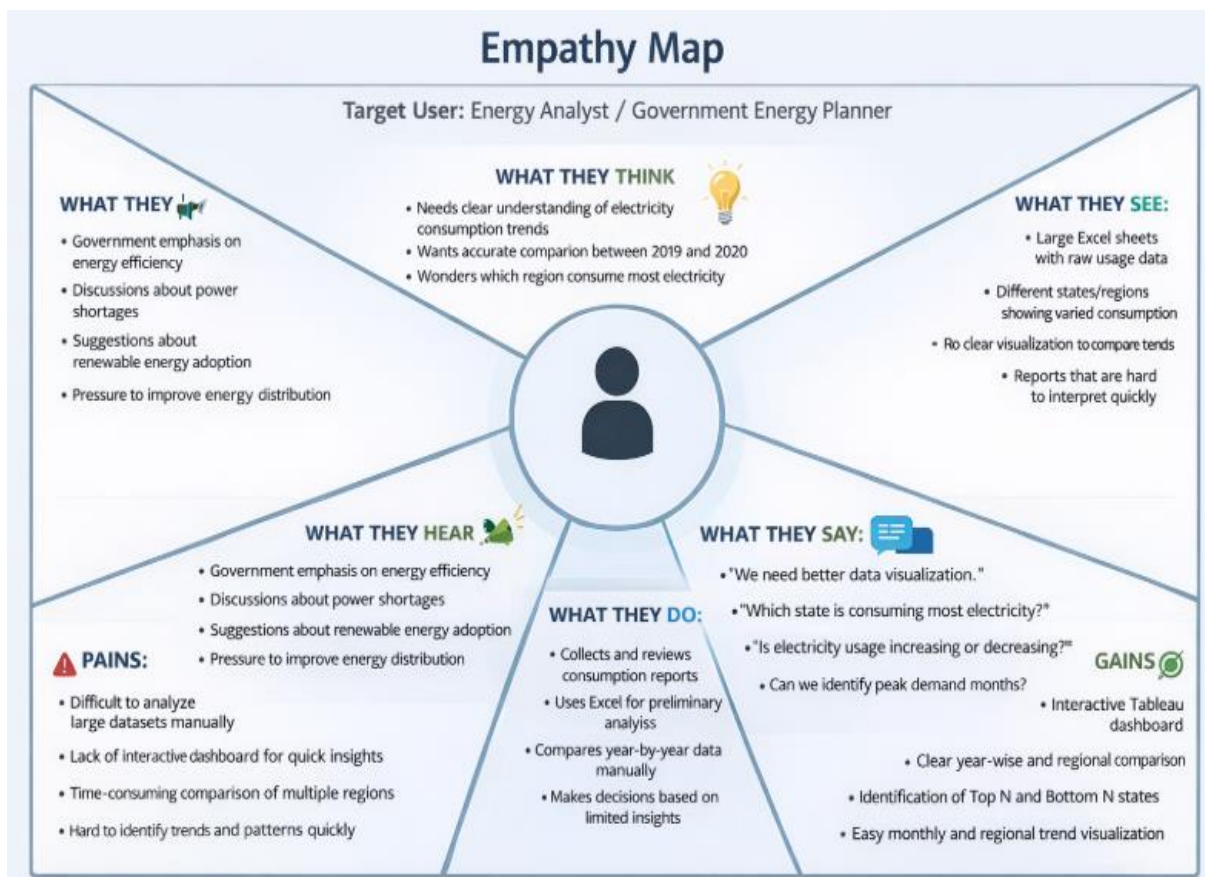 Empathy Map
Target User: Energy Analyst / Government Energy Planner
WHAT THEY
• Government emphasis on
energy efficiency
• Discussions about power
shortages
• Suggestions about
renewable energy adoption
• Pressure to improve energy distribution
WHAT THEY THINK
• Needs clear understanding of electricity
consumption trends
• Wants accurate comparion between 2019 and 2020
• Wonders which region consume most electricity
WHAT THEY SEE:
• Large Excel sheets
with raw usage data
• Different states/regions
showing varied consumption
• Ro clear visualization to compare tends
• Reports that are hard
to interpret quickly
WHAT THEY HEAR
• Government emphasis on energy efficiency
• Discussions about power shortages
• Suggestions about renewable energy adoption
• Pressure to improve energy distribution
WHAT THEY SAY:
• "We need better data visualization."
• "Which state is consuming most electricity?"
• "Is electricity usage increasing or decreasing?"
• Can we identify peak demand months?
PAINS:
• Difficult to analyze
large datasets manually
• Lack of interactive dashboard for quick insights
• Time-consuming comparison of multiple regions
• Hard to identify trends and patterns quickly
WHAT THEY DO:
• Collects and reviews
consumption reports
• Uses Excel for preliminary
analyiss
• Compares year-by-year data
manually
• Makes decisions based on
limited insights
GAINS
• Interactive Tableau
dashboard
• Clear year-wise and regional comparison
• Identification of Top N and Bottom N states
• Easy monthly and regional trend visualization